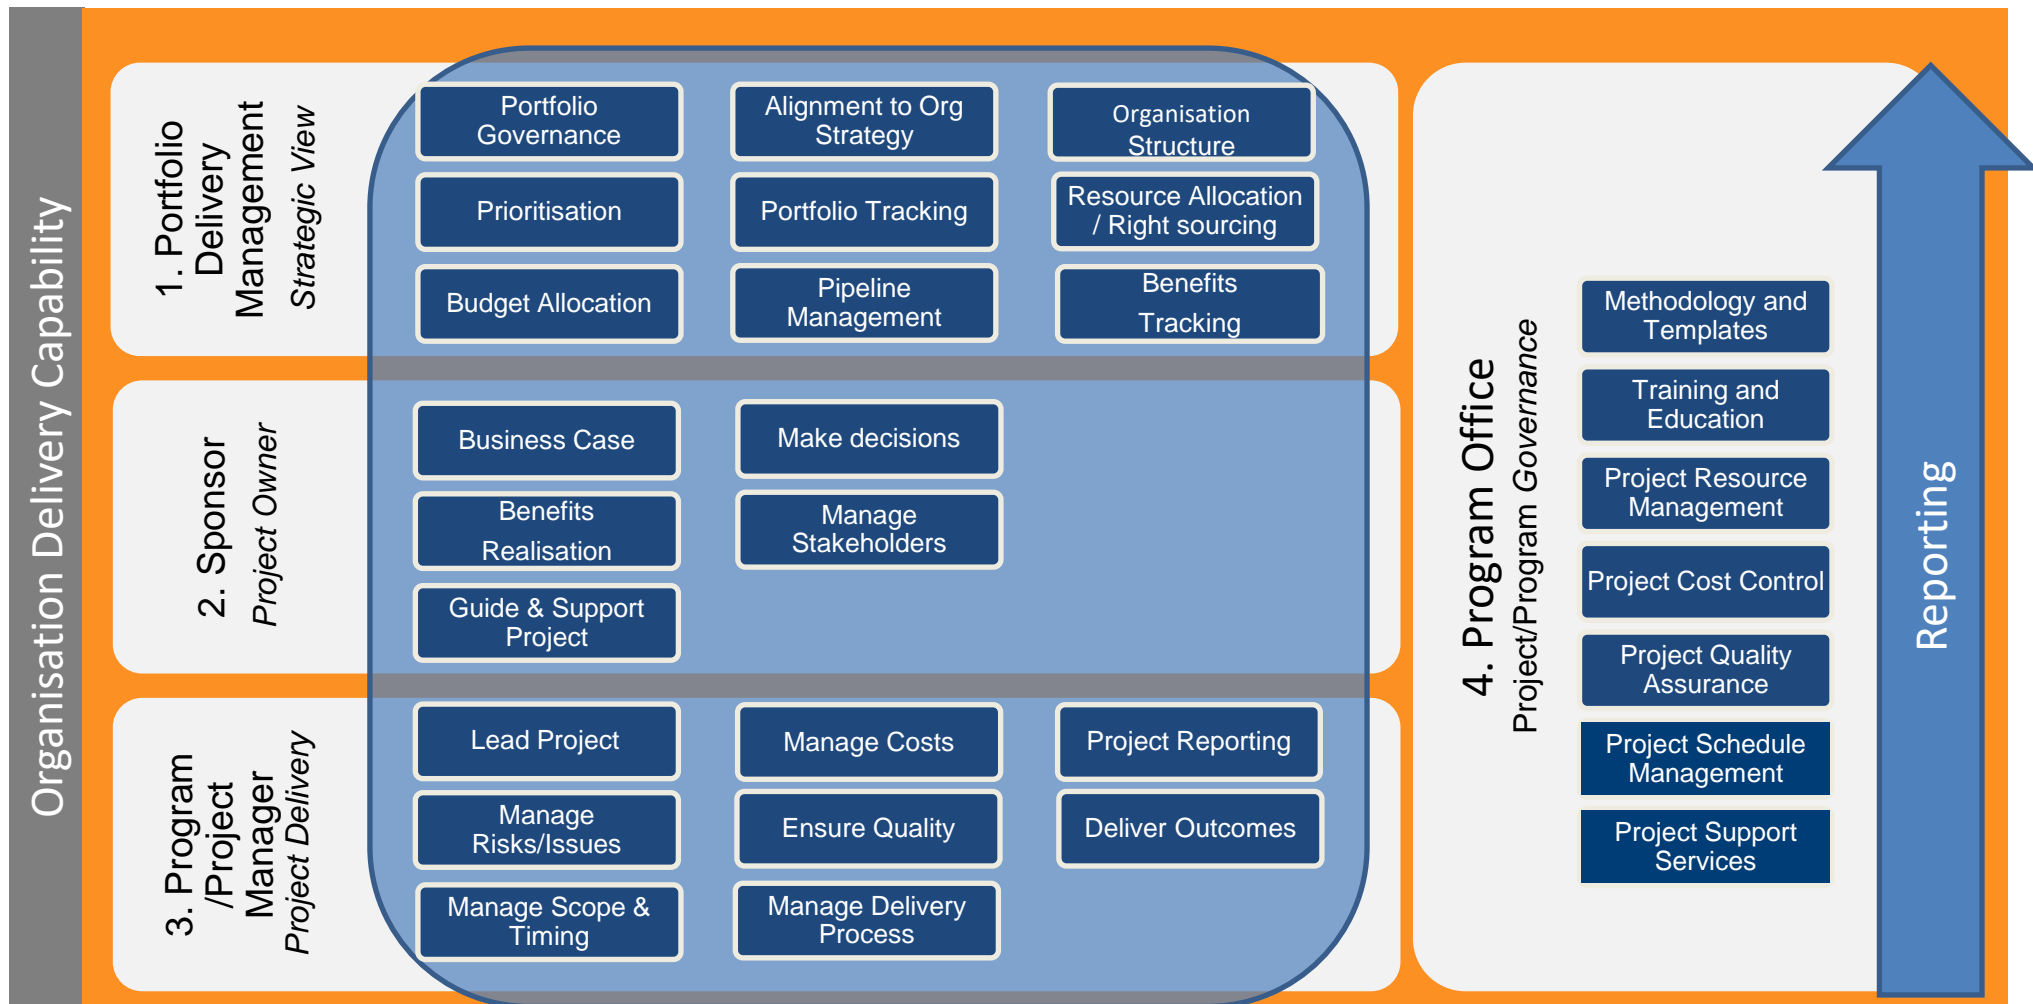 Organisation Delivery Capability
1. Portfolio
Delivery
Management
Strategic View
Portfolio
Governance
Alignment to Org
Strategy
Organisation
Structure
Prioritisation
Portfolio Tracking
Resource Allocation
/ Right sourcing
Budget Allocation
Pipeline
Management
Benefits
Tracking
2. Sponsor
Project Owner
Business Case
Make decisions
Benefits
Realisation
Manage
Stakeholders
Guide & Support
Project
3. Program
/Project
Manager
Project Delivery
Lead Project
Manage Costs
Project Reporting
Manage
Risks/Issues
Ensure Quality
Deliver Outcomes
Manage Scope &
Timing
Manage Delivery
Process
4. Program Office
Project/Program Governance
Methodology and
Templates
Training and
Education
Project Resource
Management
Project Cost Control
Project Quality
Assurance
Project Schedule
Management
Project Support
Services
Reporting